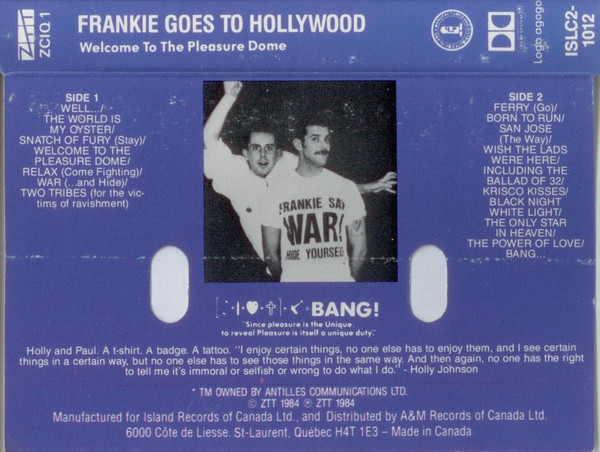 ZTT
ZCIQ 1
FRANKIE GOES TO HOLLYWOOD
Welcome To The Pleasure Dome
Logo agogo
ISLC2-
1012
SIDE 1
WELL.../
THE WORLD IS
MY OYSTER/
SNATCH OF FURY (Stay)/
WELCOME TO THE
PLEASURE DOME/
RELAX (Come Fighting)/
WAR (...and Hide)/
TWO TRIBES (for the vic-
tims of ravishment)
FRANKIE SAY
WAR!
HIDE YOURSELF
SIDE 2
FERRY (Go)/
BORN TO RUN/
SAN JOSE
(The Way)/
WISH THE LADS
WERE HERE/
INCLUDING THE
BALLAD OF 32/
KRISCO KISSES/
BLACK NIGHT
WHITE LIGHT/
THE ONLY STAR
IN HEAVEN/
THE POWER OF LOVE/
BANG...
[·I♥✝]·<=BANG!
"Since pleasure is the Unique,
to reveal Pleasure is itself a unique duty."
Holly and Paul. A t-shirt. A badge. A tattoo. "I enjoy certain things, no one else has to enjoy them, and I see certain
things in a certain way, but no one else has to see those things in the same way. And then again, no one has the right
to tell me it's immoral or selfish or wrong to do what I do." - Holly Johnson
* TM OWNED BY ANTILLES COMMUNICATIONS LTD.
© ZTT 1984 ℗ ZTT 1984
Manufactured for Island Records of Canada Ltd., and Distributed by A&M Records of Canada Ltd.
6000 Côte de Liesse, St-Laurent, Québec H4T 1E3 – Made in Canada